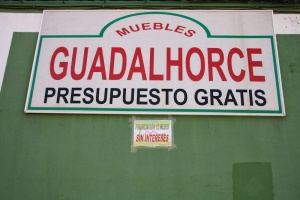 MUEBLES
GUADALHORCE
PRESUPUESTO GRATIS
SIN INTERESES